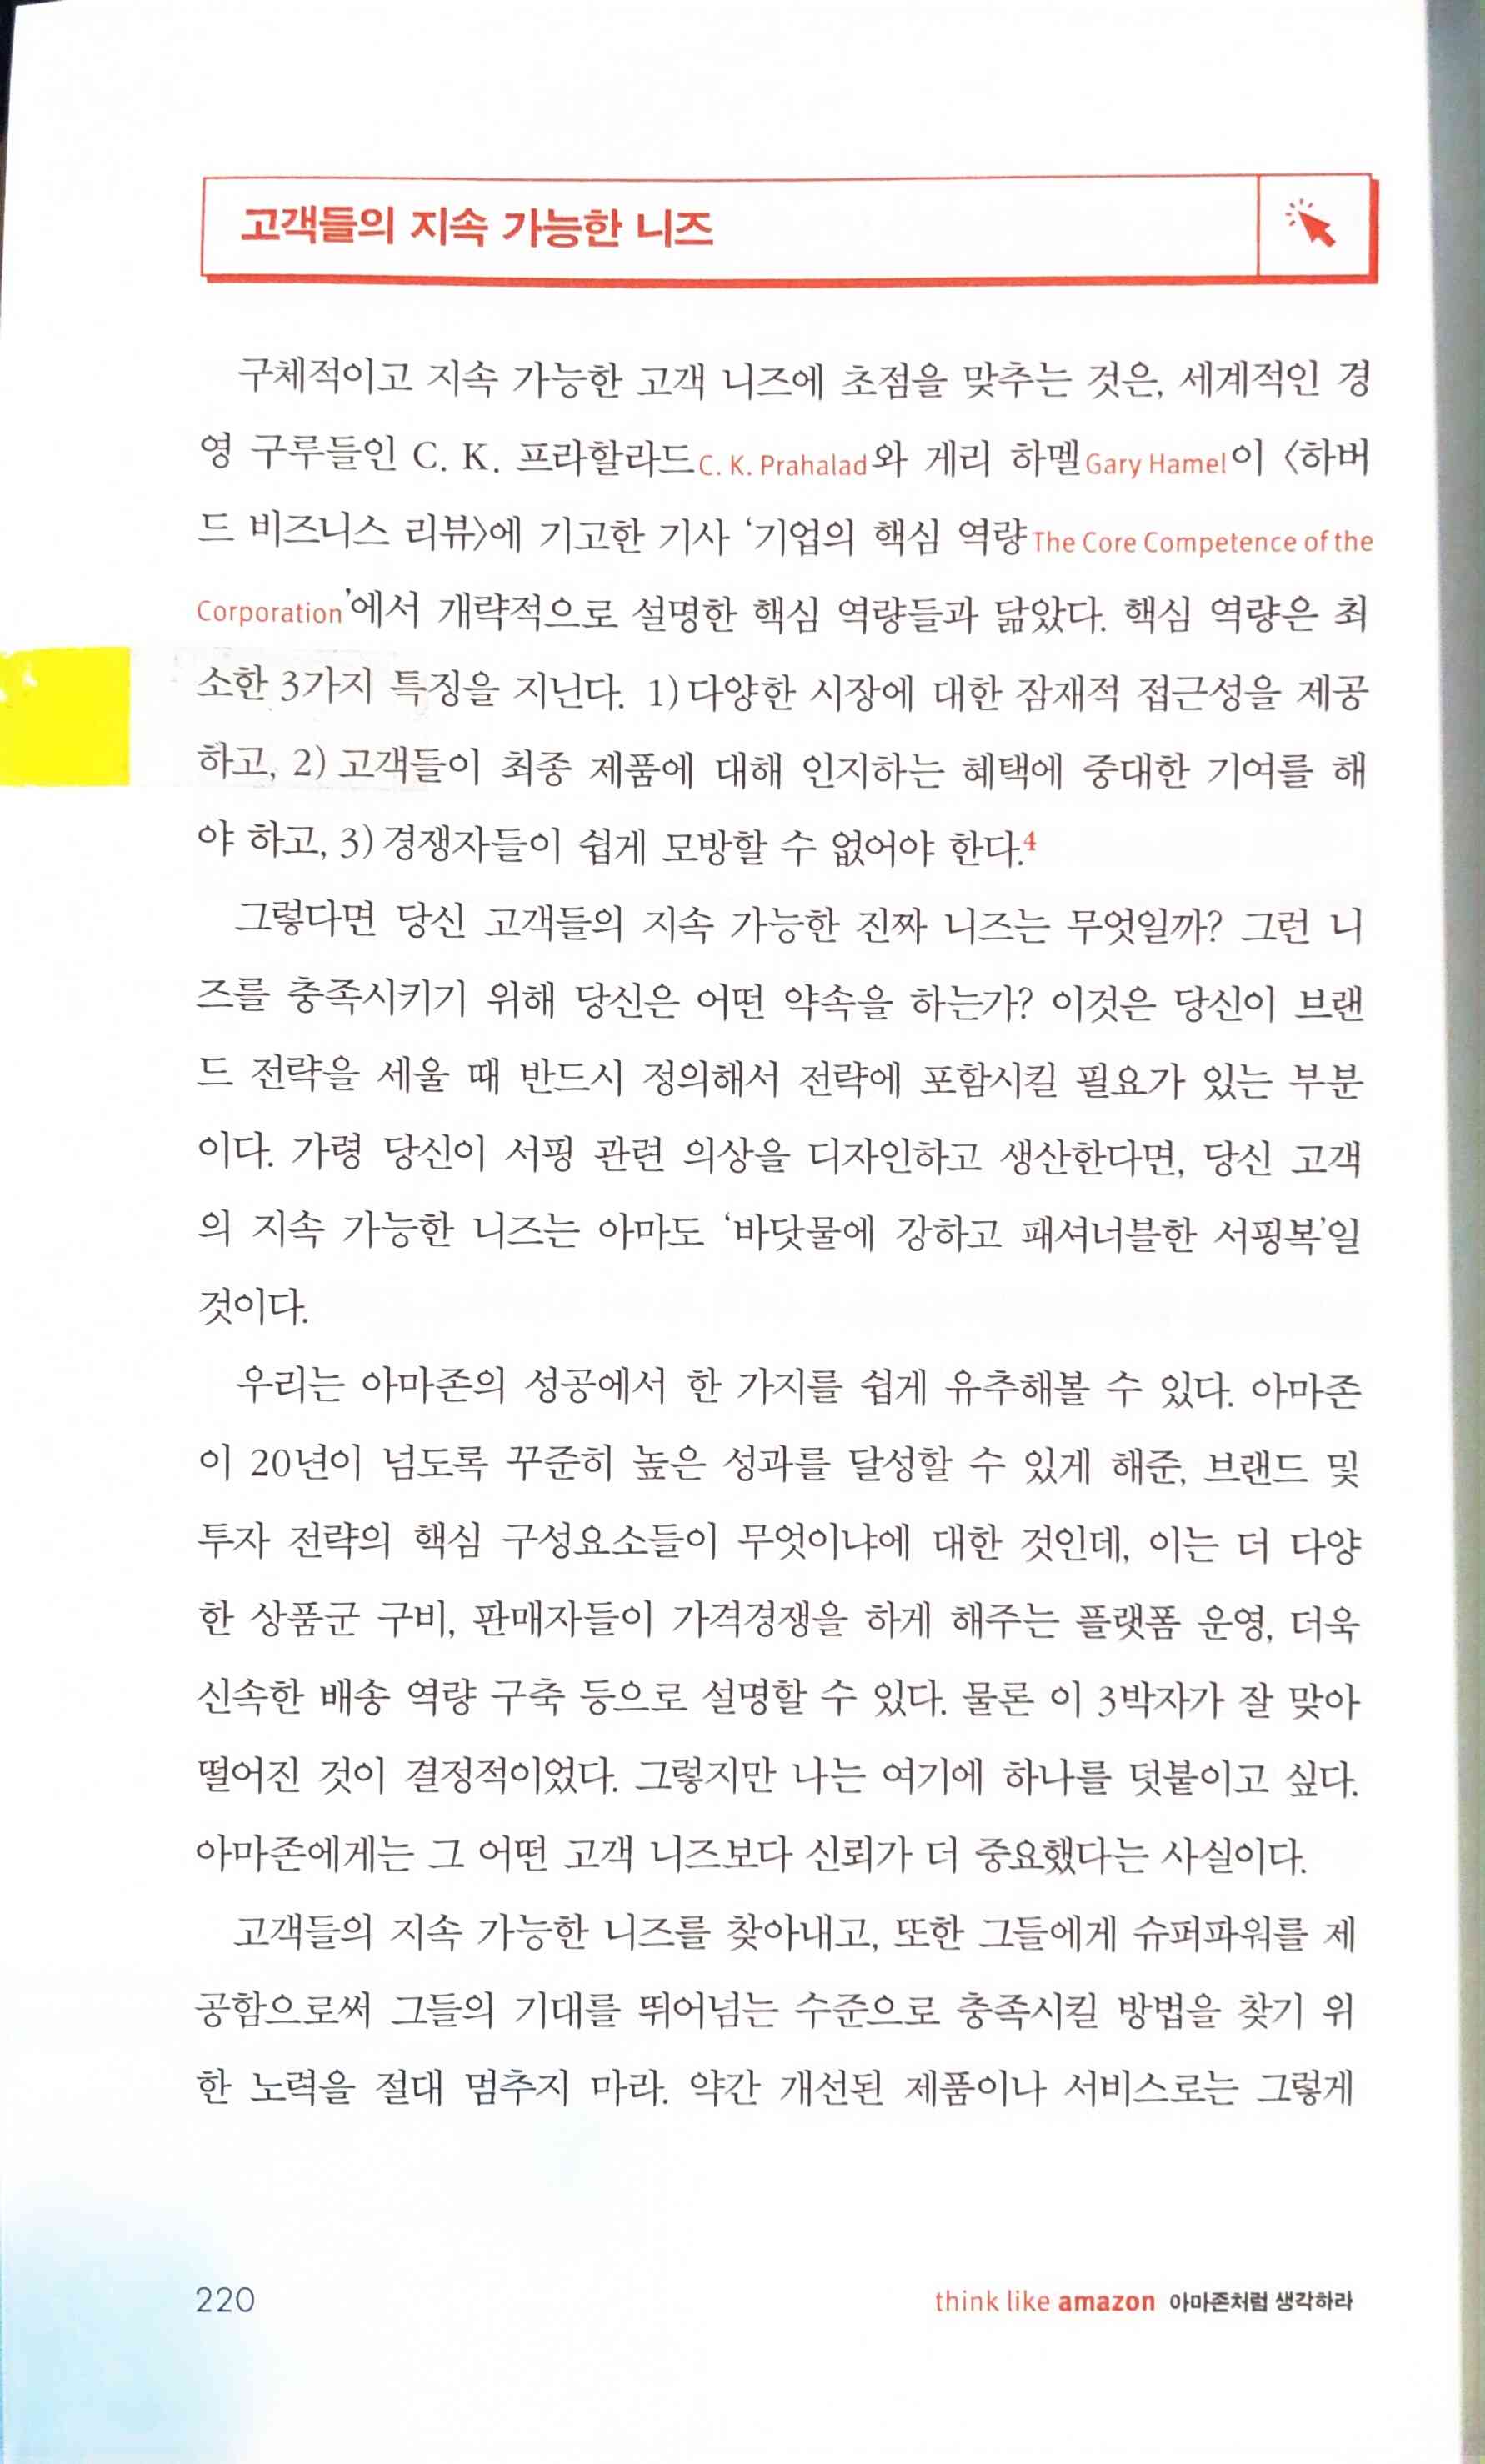 고객들의 지속 가능한 니즈
구체적이고 지속 가능한 고객 니즈에 초점을 맞추는 것은, 세계적인 경
영 구루들인 C. K. 프라할라드C. K. Prahalad와 게리 하멜Gary Hamel이 〈하버
드 비즈니스 리뷰〉에 기고한 기사 ‘기업의 핵심 역량The Core Competence of the
Corporation’에서 개략적으로 설명한 핵심 역량들과 닮았다. 핵심 역량은 최
소한 3가지 특징을 지닌다. 1) 다양한 시장에 대한 잠재적 접근성을 제공
하고, 2) 고객들이 최종 제품에 대해 인지하는 혜택에 중대한 기여를 해
야 하고, 3) 경쟁자들이 쉽게 모방할 수 없어야 한다.4
그렇다면 당신 고객들의 지속 가능한 진짜 니즈는 무엇일까? 그런 니
즈를 충족시키기 위해 당신은 어떤 약속을 하는가? 이것은 당신이 브랜
드 전략을 세울 때 반드시 정의해서 전략에 포함시킬 필요가 있는 부분
이다. 가령 당신이 서핑 관련 의상을 디자인하고 생산한다면, 당신 고객
의 지속 가능한 니즈는 아마도 ‘바닷물에 강하고 패셔너블한 서핑복’일
것이다.
우리는 아마존의 성공에서 한 가지를 쉽게 유추해볼 수 있다. 아마존
이 20년이 넘도록 꾸준히 높은 성과를 달성할 수 있게 해준, 브랜드 및
투자 전략의 핵심 구성요소들이 무엇이냐에 대한 것인데, 이는 더 다양
한 상품군 구비, 판매자들이 가격경쟁을 하게 해주는 플랫폼 운영, 더욱
신속한 배송 역량 구축 등으로 설명할 수 있다. 물론 이 3박자가 잘 맞아
떨어진 것이 결정적이었다. 그렇지만 나는 여기에 하나를 덧붙이고 싶다.
아마존에게는 그 어떤 고객 니즈보다 신뢰가 더 중요했다는 사실이다.
고객들의 지속 가능한 니즈를 찾아내고, 또한 그들에게 슈퍼파워를 제
공함으로써 그들의 기대를 뛰어넘는 수준으로 충족시킬 방법을 찾기 위
한 노력을 절대 멈추지 마라. 약간 개선된 제품이나 서비스로는 그렇게
220
think like amazon 아마존처럼 생각하라